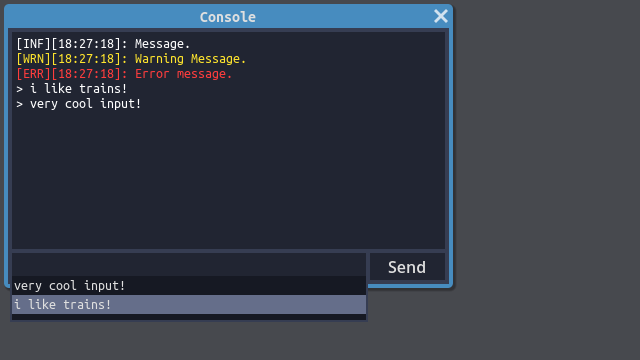 Console
[INF][18:27:18]: Message.
[WRN][18:27:18]: Warning Message.
[ERR][18:27:18]: Error message.
> i like trains!
> very cool input!
Send
very cool input!
i like trains!